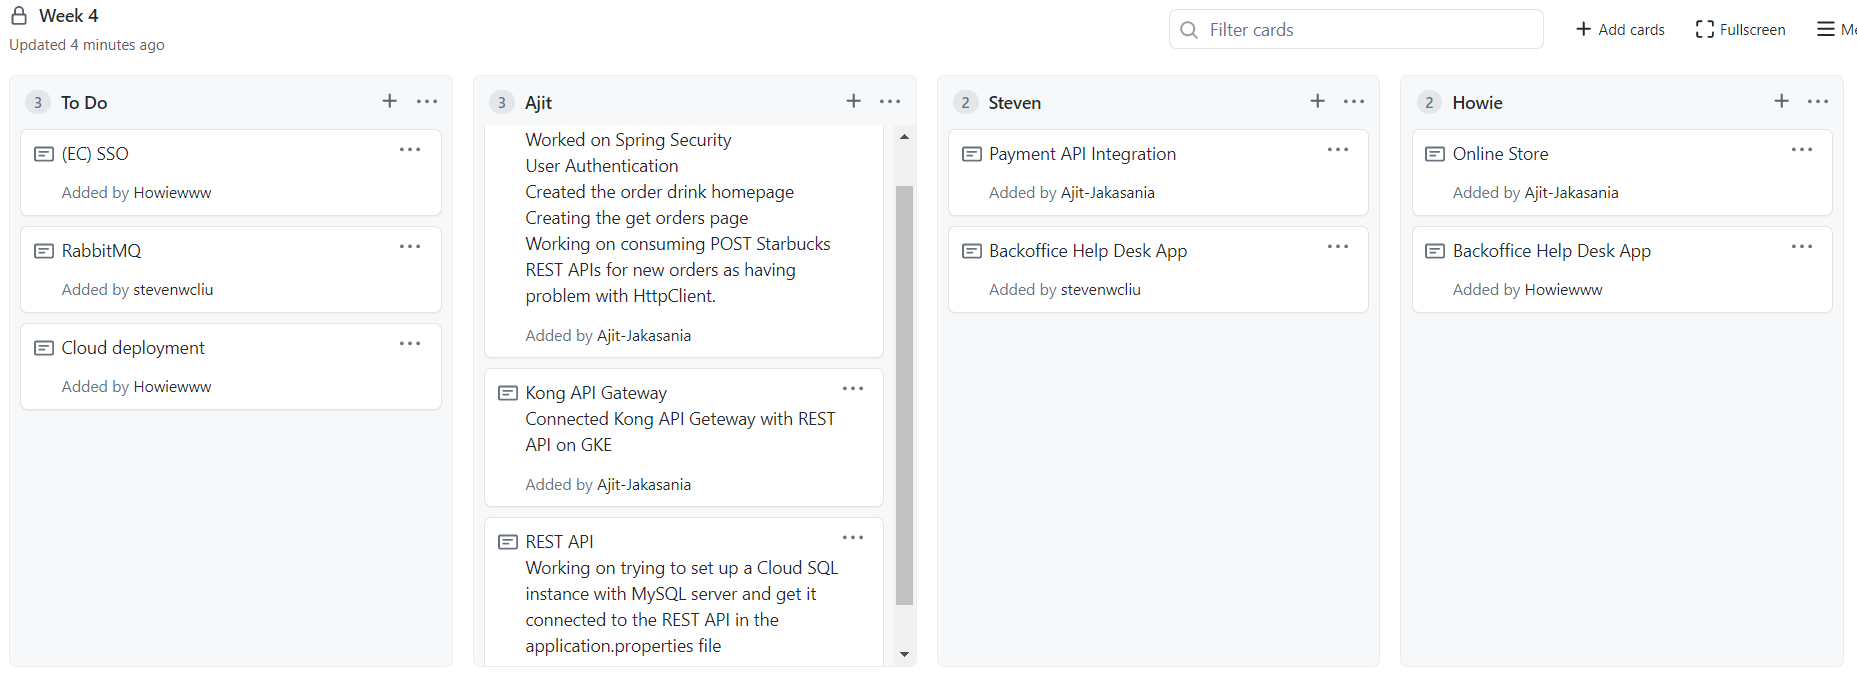 Week 4
Updated 4 minutes ago
Filter cards
Add cards
Fullscreen
3 To Do
(EC) SSO
Added by Howiewww
RabbitMQ
Added by stevenwcliu
Cloud deployment
Added by Howiewww
3 Ajit
Worked on Spring Security
User Authentication
Created the order drink homepage
Creating the get orders page
Working on consuming POST Starbucks
REST APIs for new orders as having
problem with HttpClient.
Added by Ajit-Jakasania
Kong API Gateway
Connected Kong API Geteway with REST
API on GKE
Added by Ajit-Jakasania
REST API
Working on trying to set up a Cloud SQL
instance with MySQL server and get it
connected to the REST API in the
application.properties file
2 Steven
Payment API Integration
Added by Ajit-Jakasania
Backoffice Help Desk App
Added by stevenwcliu
2 Howie
Online Store
Added by Ajit-Jakasania
Backoffice Help Desk App
Added by Howiewww